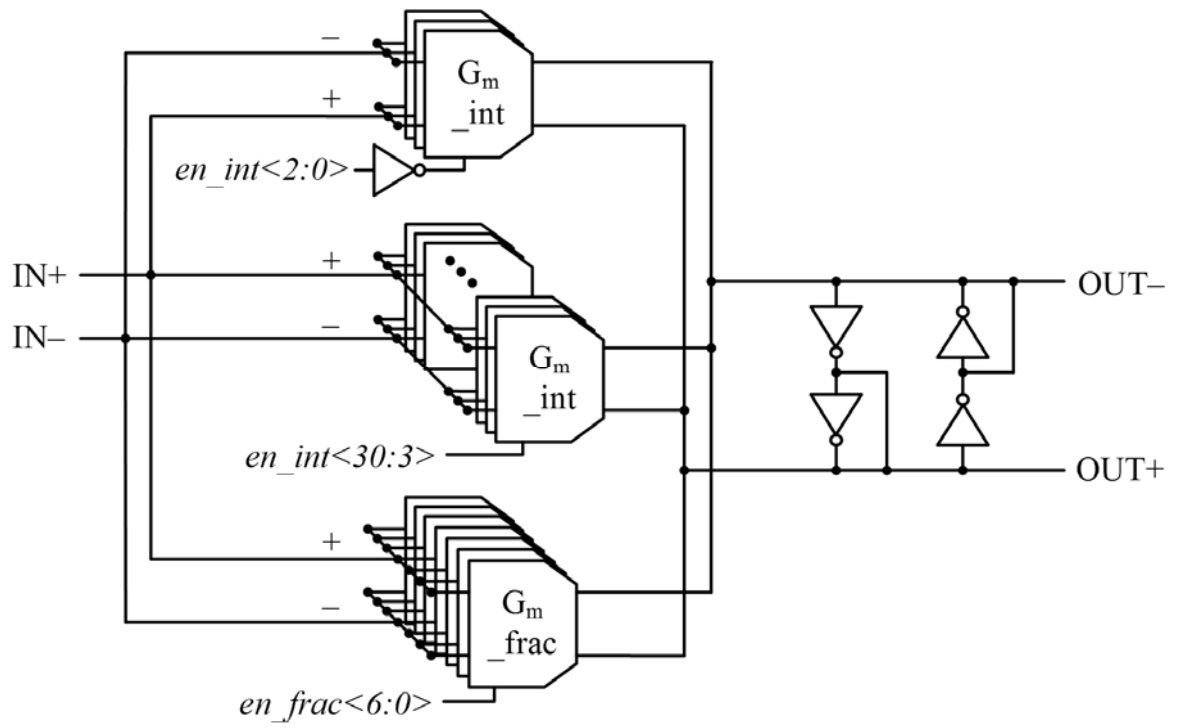 −
G_m
_int
+
en_int<2:0>
IN+
+
IN−
−
G_m
_int
en_int<30:3>
OUT−
OUT+
+
−
G_m
_frac
en_frac<6:0>